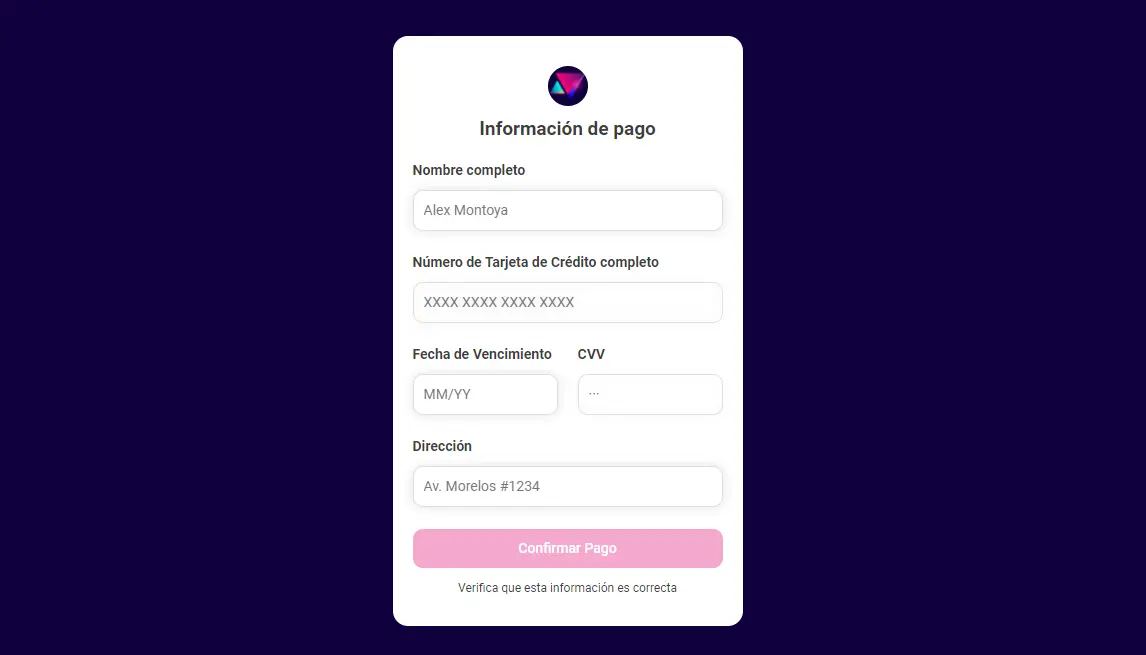 Información de pago
Nombre completo
Alex Montoya
Número de Tarjeta de Crédito completo
XXXX XXXX XXXX XXXX
Fecha de Vencimiento CVV
MM/YY ···
Dirección
Av. Morelos #1234
Confirmar Pago
Verifica que esta información es correcta